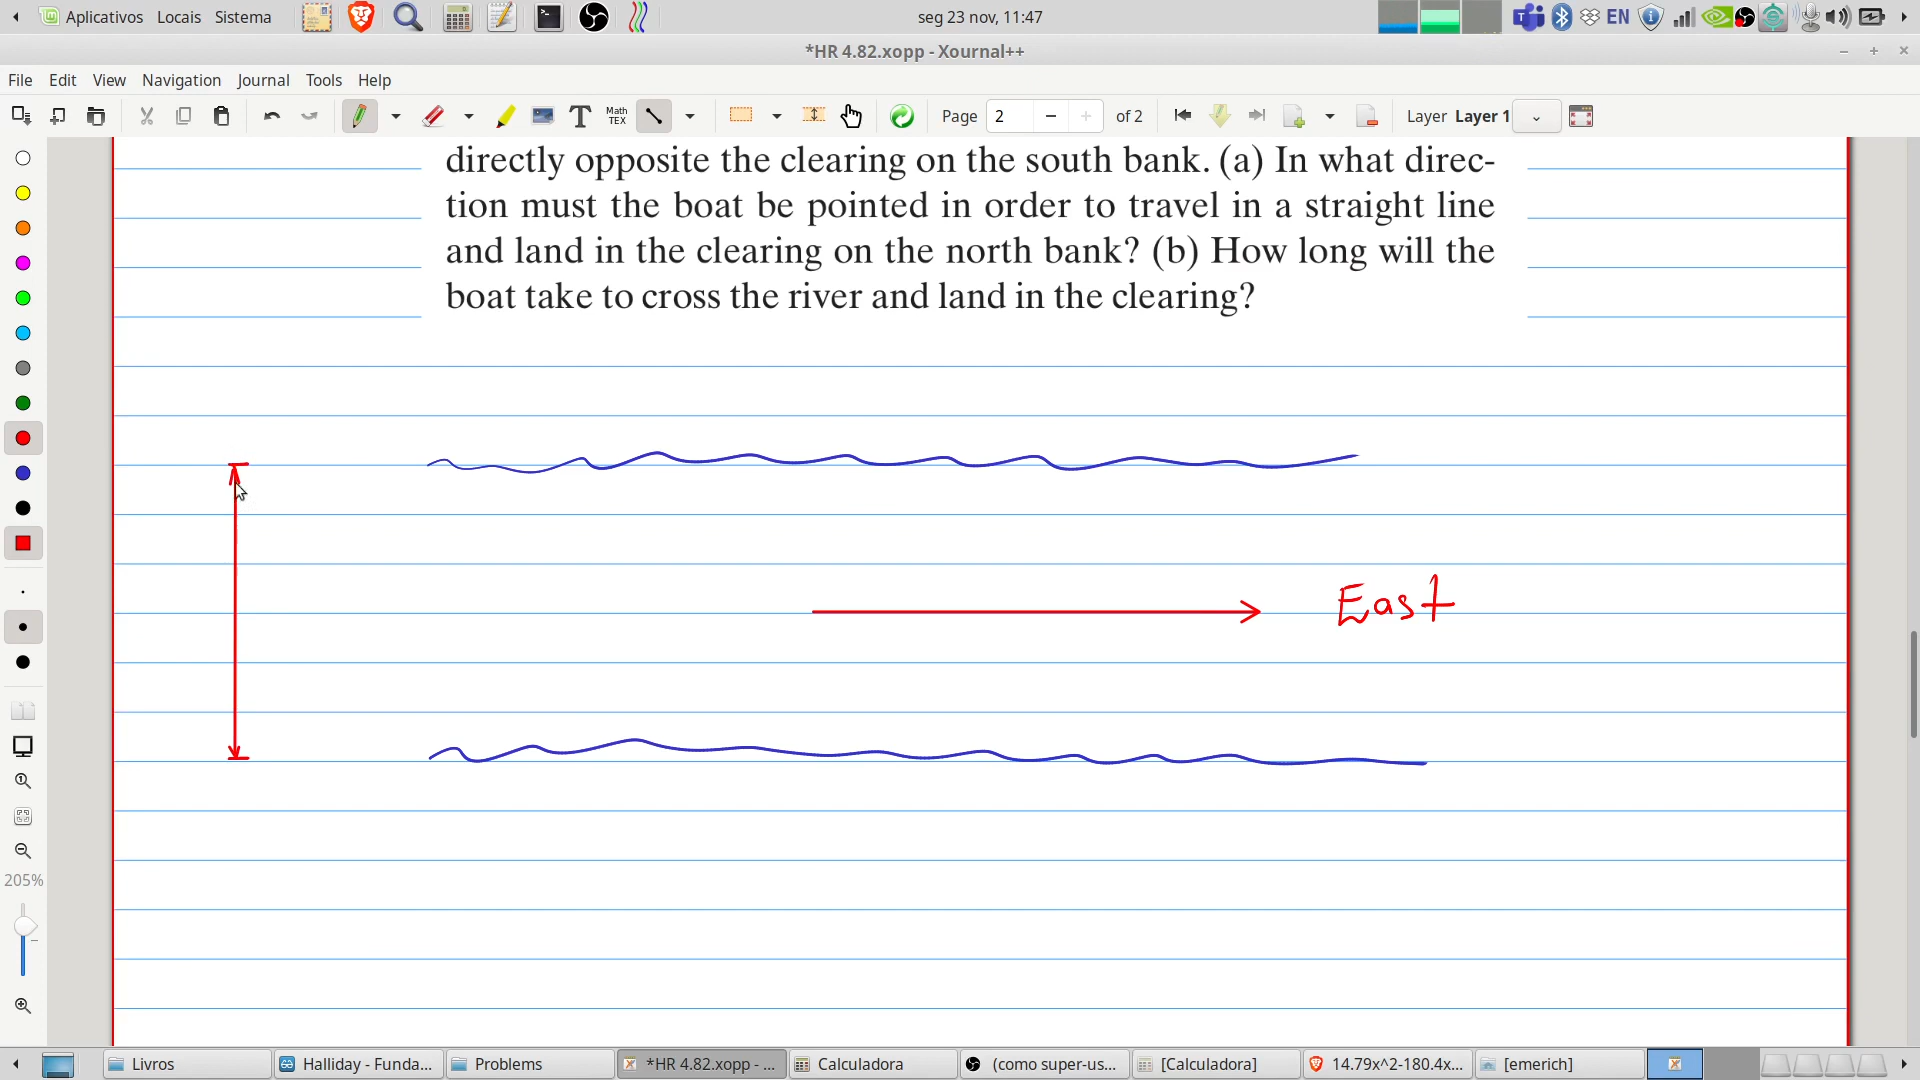 Aplicativos Locais Sistema seg 23 nov, 11:47 EN
*HR 4.82.xopp - Xournal++
File Edit View Navigation Journal Tools Help
Math TEX Page 2 of 2 Layer Layer 1
directly opposite the clearing on the south bank. (a) In what direc-
tion must the boat be pointed in order to travel in a straight line
and land in the clearing on the north bank? (b) How long will the
boat take to cross the river and land in the clearing?
East
205%
Livros Halliday - Funda... Problems *HR 4.82.xopp - ... Calculadora (como super-us... [Calculadora] 14.79x^2-180.4x... [emerich]